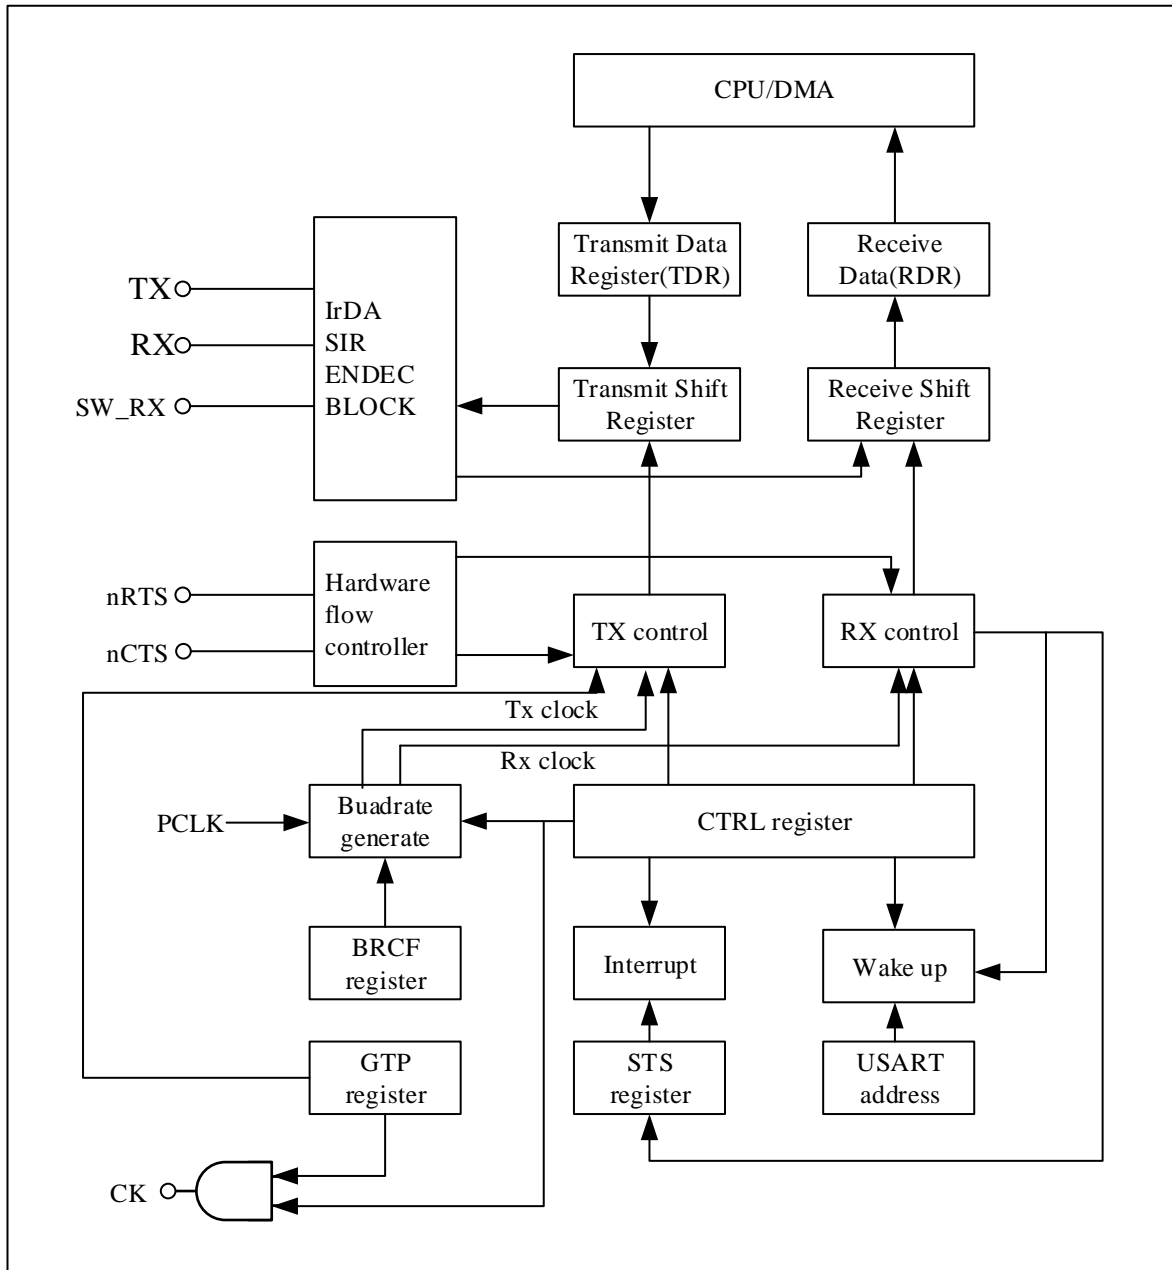 CPU/DMA
Transmit Data
Register(TDR)
Receive
Data(RDR)
TX
RX
SW_RX
IrDA
SIR
ENDEC
BLOCK
Transmit Shift
Register
Receive Shift
Register
nRTS
nCTS
Hardware
flow
controller
TX control
RX control
Tx clock
Rx clock
PCLK
Buadrate
generate
CTRL register
BRCF
register
Interrupt
Wake up
GTP
register
STS
register
USART
address
CK